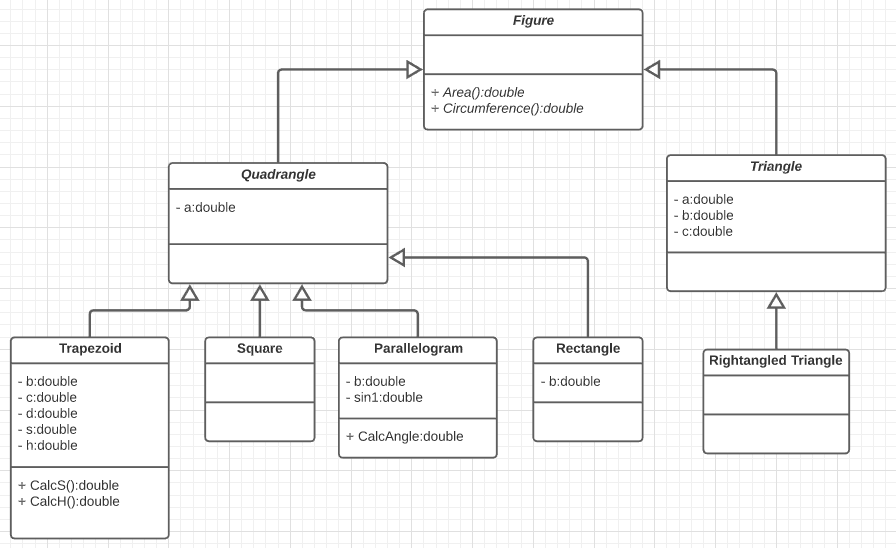 Figure
+ Area():double
+ Circumference():double
Quadrangle
- a:double
Triangle
- a:double
- b:double
- c:double
Trapezoid
- b:double
- c:double
- d:double
- s:double
- h:double
+ CalcS():double
+ CalcH():double
Square
Parallelogram
- b:double
- sin1:double
+ CalcAngle:double
Rectangle
- b:double
Rightangled Triangle